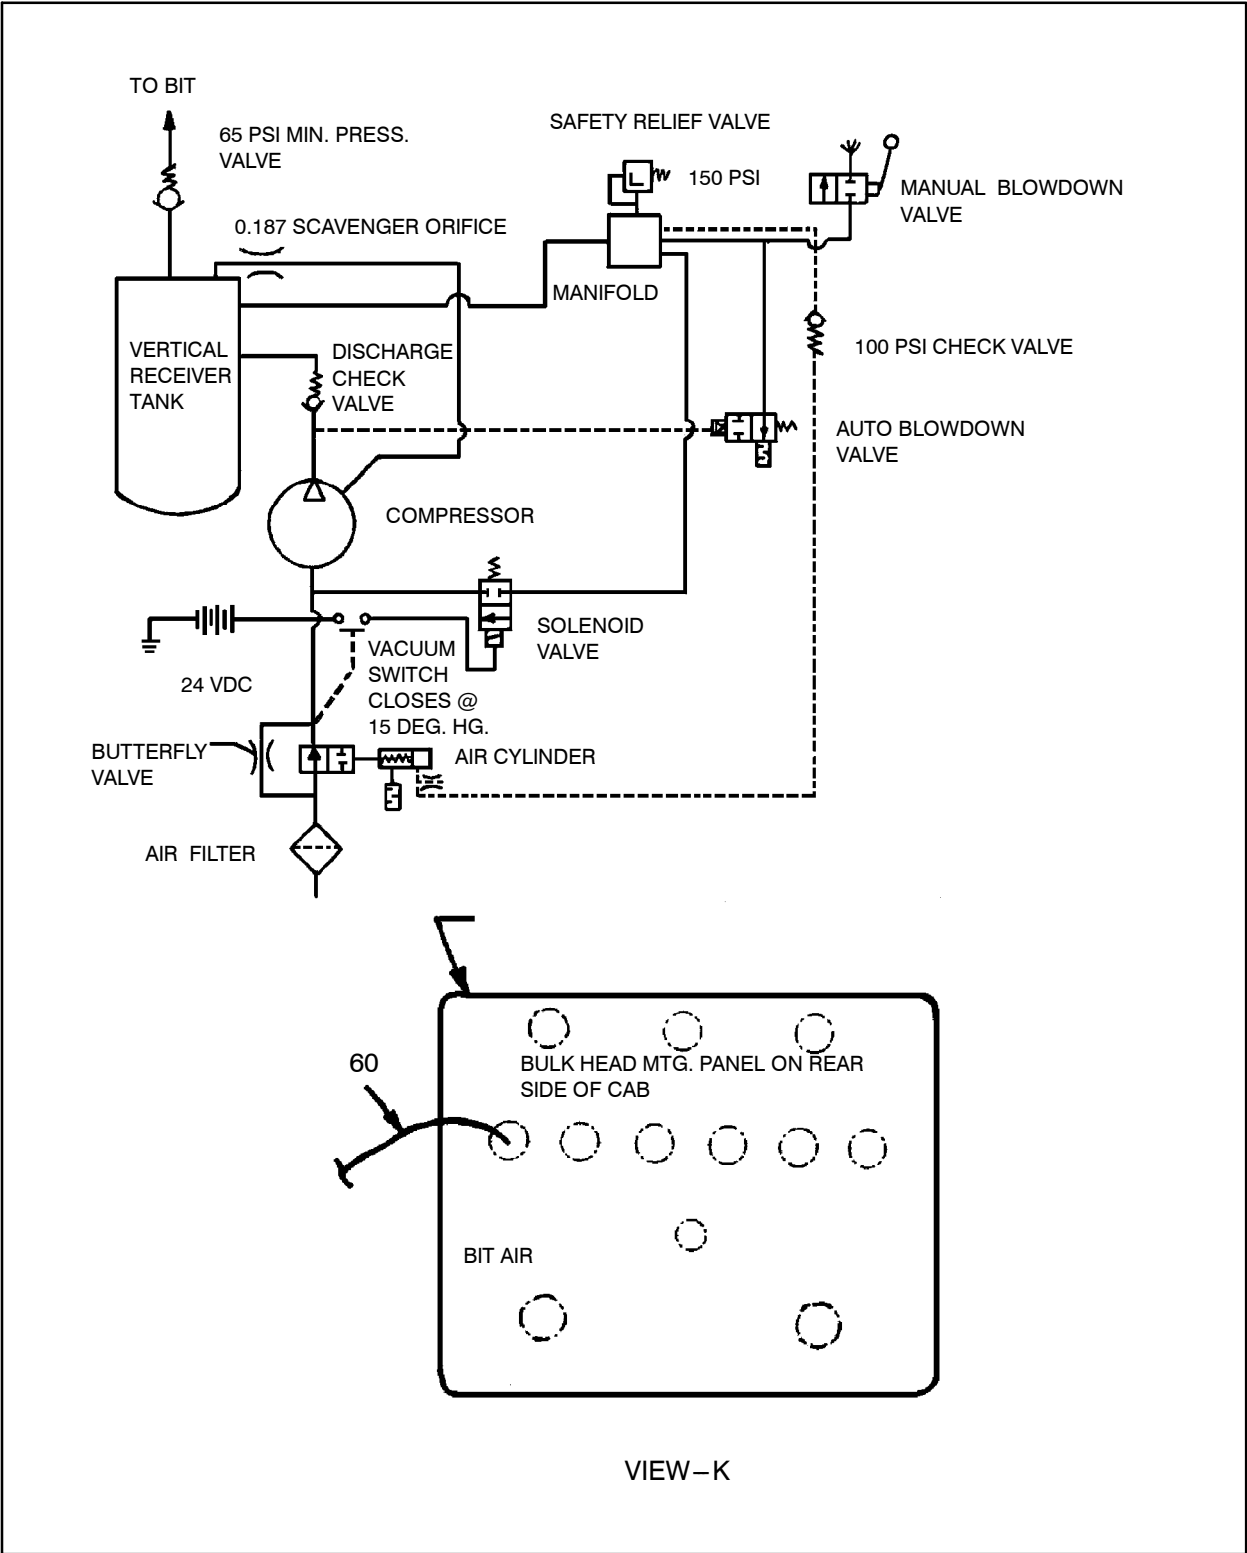 TO BIT
65 PSI MIN. PRESS.
VALVE
SAFETY RELIEF VALVE
150 PSI
MANUAL BLOWDOWN
VALVE
0.187 SCAVENGER ORIFICE
MANIFOLD
VERTICAL
RECEIVER
TANK
DISCHARGE
CHECK
VALVE
100 PSI CHECK VALVE
AUTO BLOWDOWN
VALVE
COMPRESSOR
SOLENOID
VALVE
VACUUM
SWITCH
CLOSES @
15 DEG. HG.
24 VDC
BUTTERFLY
VALVE
AIR CYLINDER
AIR FILTER
60
BULK HEAD MTG. PANEL ON REAR
SIDE OF CAB
BIT AIR
VIEW–K